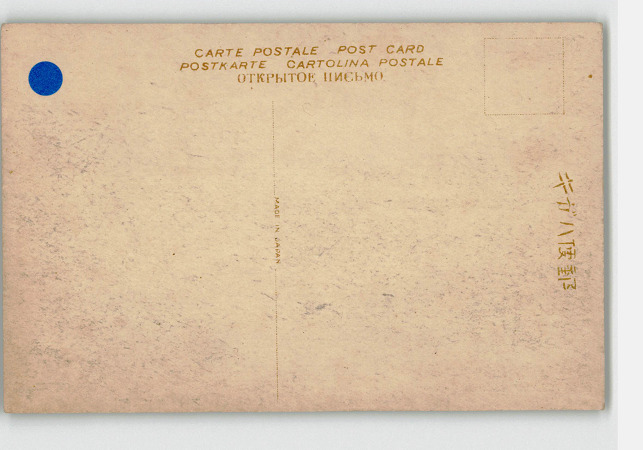 CARTE POSTALE POST CARD
POSTKARTE CARTOLINA POSTALE
ОТКРЫТОЕ ПИСЬМО
MADE IN JAPAN